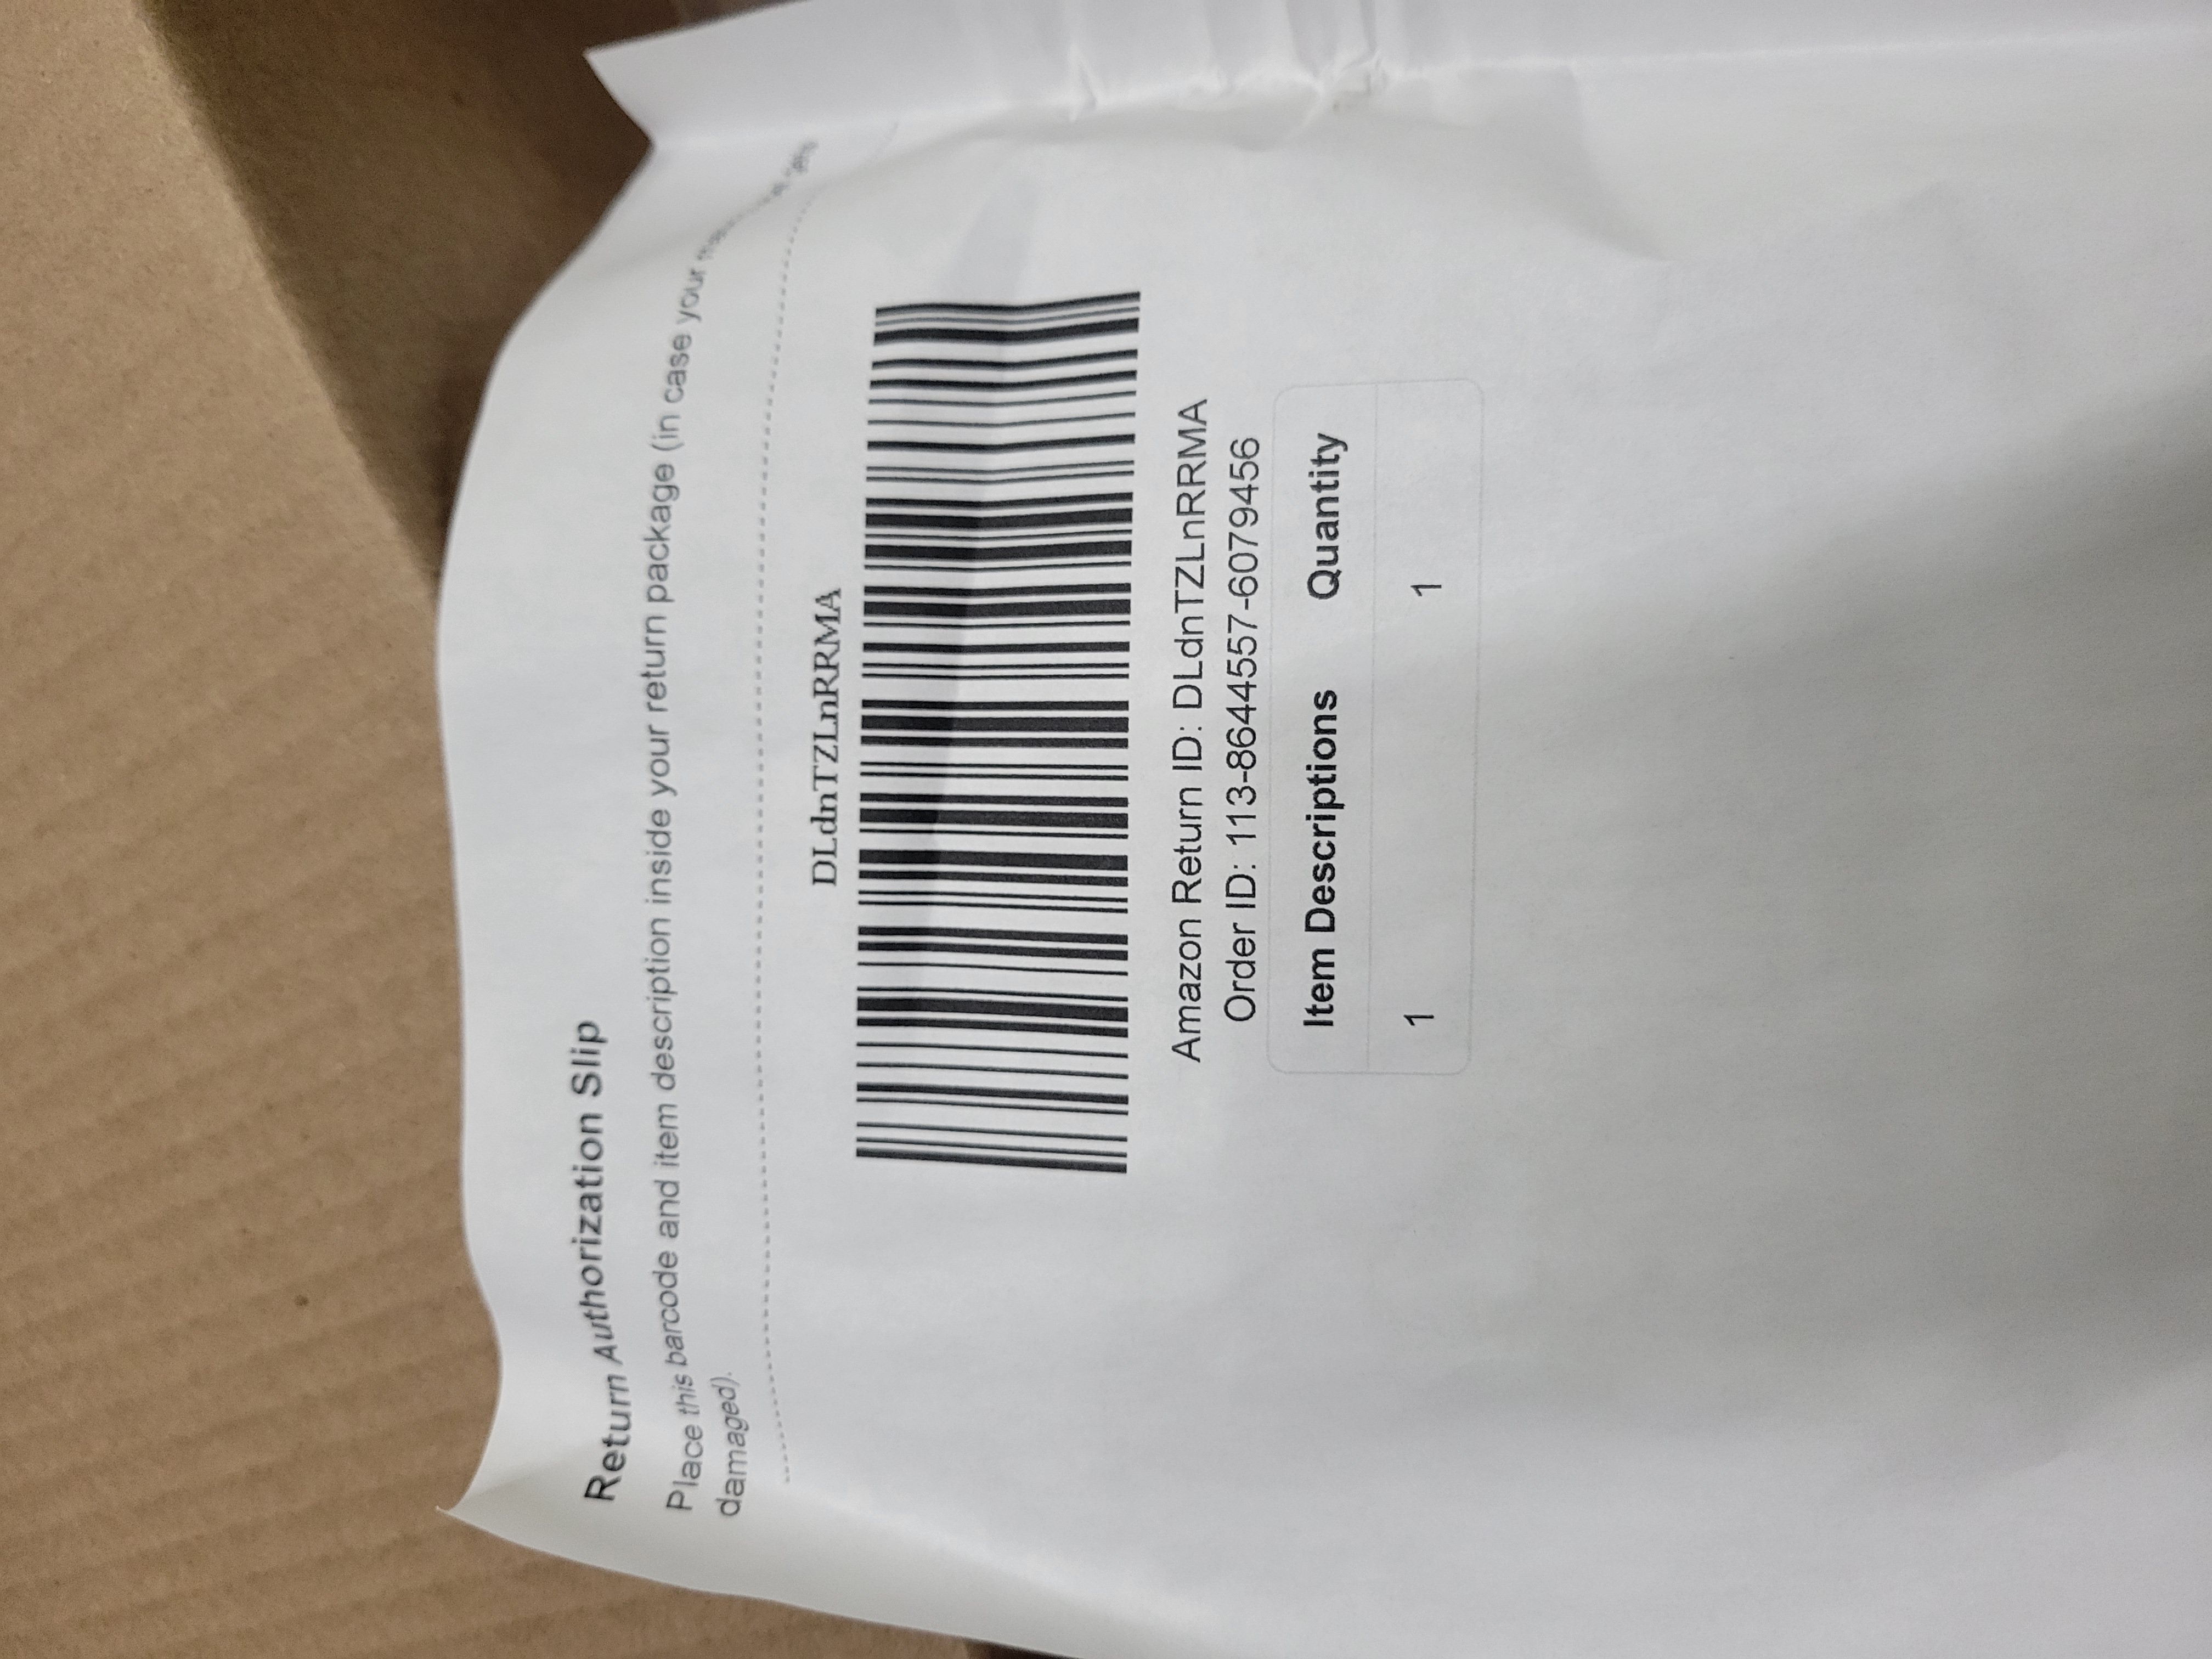 Return Authorization Slip
Place this barcode and item description inside your return package (in case your
damaged).
DLdnTZLnRRMA
Amazon Return ID: DLdnTZLnRRMA
Order ID: 113-8644557-6079456
Item Descriptions Quantity
1 1